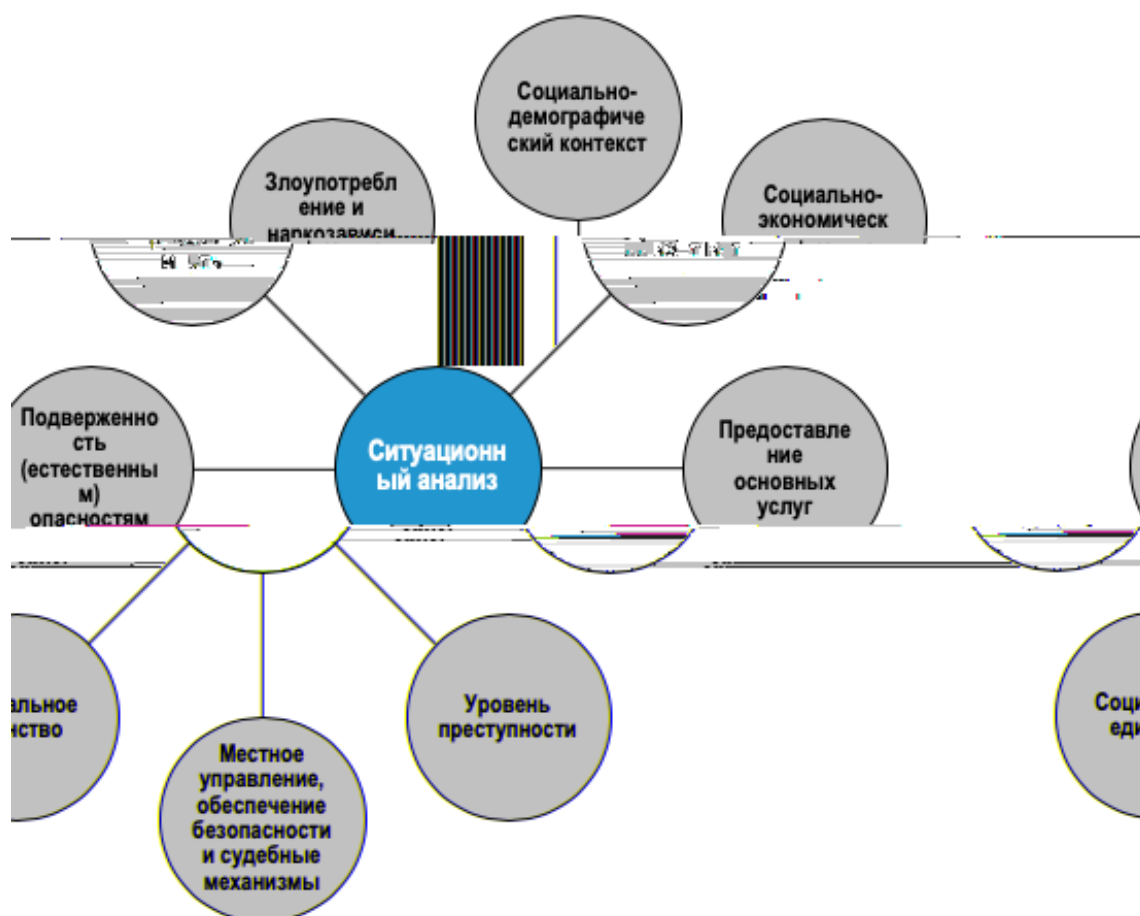 Социально-
демографиче
ский контекст
Злоупотребл
ение и
наркозависи
Социально-
экономическ
Подверженно
сть
(естественны
м)
опасностям
Ситуационн
ый анализ
Предоставле
ние
основных
услуг
альное
нство
Уровень
преступности
Соци
еди
Местное
управление,
обеспечение
безопасности
и судебные
механизмы